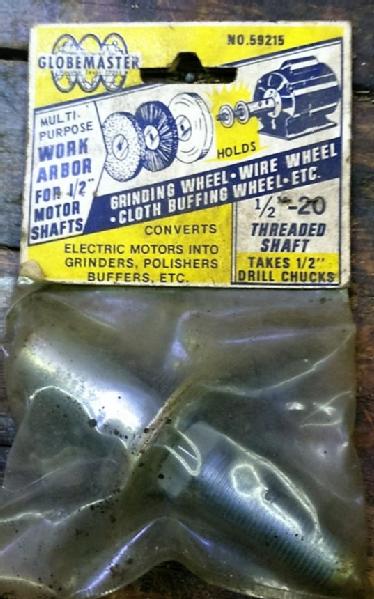 GLOBEMASTER
NO.59215
MULTI-
PURPOSE
WORK
ARBOR
FOR 1/2"
MOTOR
SHAFTS
HOLDS
GRINDING WHEEL • WIRE WHEEL
• CLOTH BUFFING WHEEL • ETC.
CONVERTS
ELECTRIC MOTORS INTO
GRINDERS, POLISHERS
BUFFERS, ETC.
1/2"-20
THREADED
SHAFT
TAKES 1/2"
DRILL CHUCKS